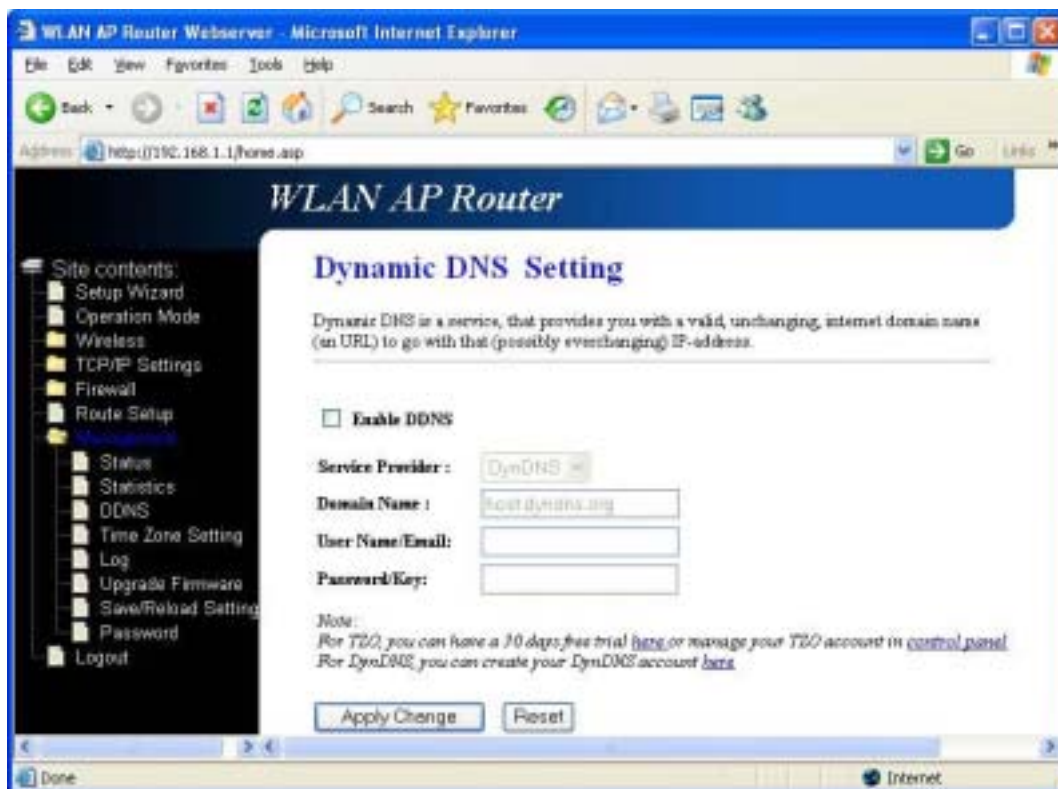 WLAN AP Router Webserver - Microsoft Internet Explorer
File Edit View Favorites Tools Help
Back Search Favorites
Address http://192.168.1.1/home.asp Go Links
WLAN AP Router
Site contents:
Setup Wizard
Operation Mode
Wireless
TCP/IP Settings
Firewall
Route Setup
Management
Status
Statistics
DDNS
Time Zone Setting
Log
Upgrade Firmware
Save/Reload Setting
Password
Logout
Dynamic DNS Setting
Dynamic DNS is a service, that provides you with a valid, unchanging, internet domain name
(an URL) to go with that (possibly everchanging) IP-address.
Enable DDNS
Service Provider : DynDNS
Domain Name : host.dyndns.org
User Name/Email:
Password/Key:
Note:
For TZO, you can have a 30 days free trial here or manage your TZO account in control panel
For DynDNS, you can create your DynDNS account here
Apply Change Reset
Done Internet